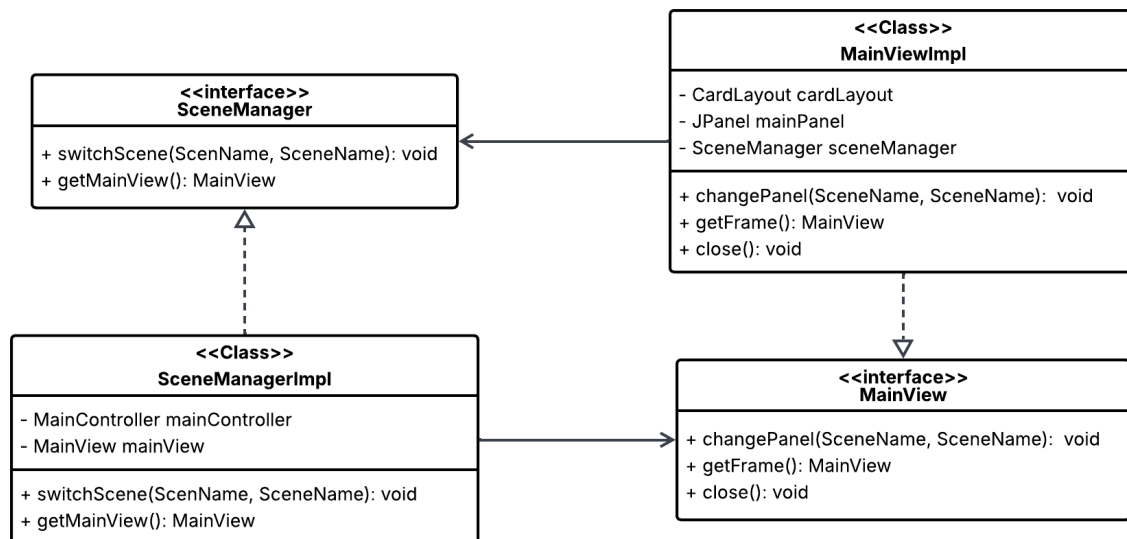 <<interface>>
SceneManager
+ switchScene(ScenName, SceneName): void
+ getMainView(): MainView
<<Class>>
MainViewImpl
- CardLayout cardLayout
- JPanel mainPanel
- SceneManager sceneManager
+ changePanel(SceneName, SceneName):  void
+ getFrame(): MainView
+ close(): void
<<Class>>
SceneManagerImpl
- MainController mainController
- MainView mainView
+ switchScene(ScenName, SceneName): void
+ getMainView(): MainView
<<interface>>
MainView
+ changePanel(SceneName, SceneName):  void
+ getFrame(): MainView
+ close(): void